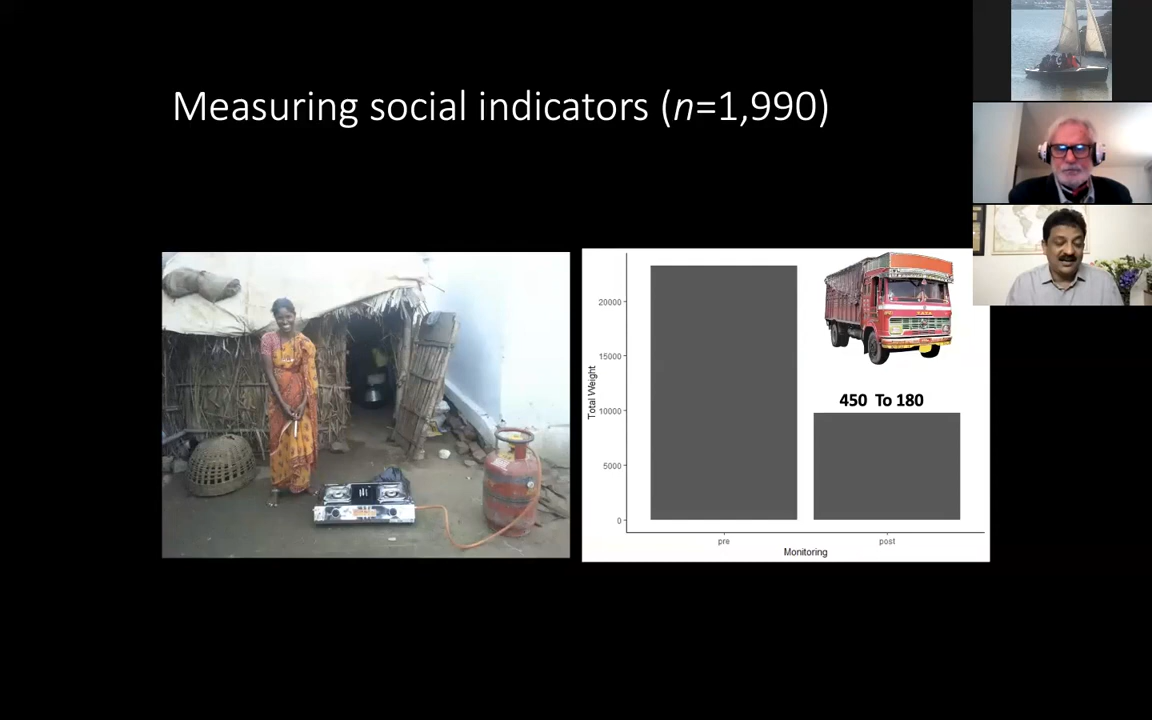 Measuring social indicators (n=1,990)
Total Weight
20000
15000
10000
5000
0
450 To 180
pre
post
Monitoring